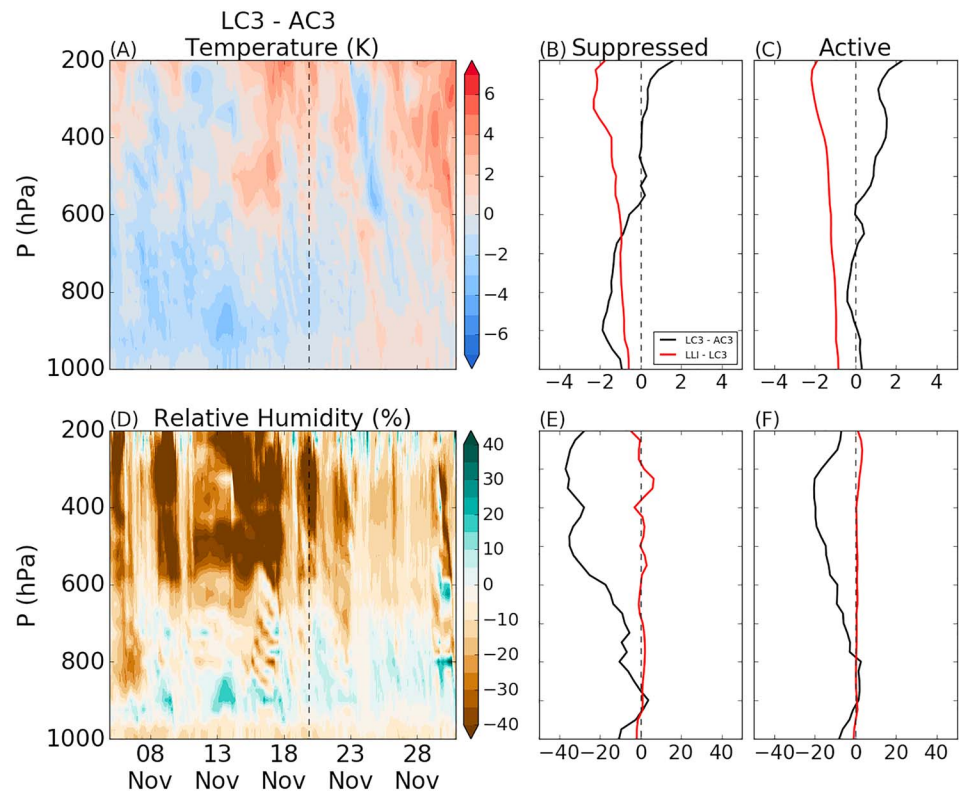 LC3 - AC3
(A) Temperature (K)
(B) Suppressed
(C) Active
200
400
600
800
1000
P (hPa)
6
4
2
0
−2
−4
−6
LC3 - AC3
LLI - LC3
−4 −2 0 2 4
−4 −2 0 2 4
(D) Relative Humidity (%)
(E)
(F)
200
400
600
800
1000
P (hPa)
40
30
20
10
0
−10
−20
−30
−40
08 13 18 23 28
Nov Nov Nov Nov Nov
−40 −20 0 20 40
−40 −20 0 20 40